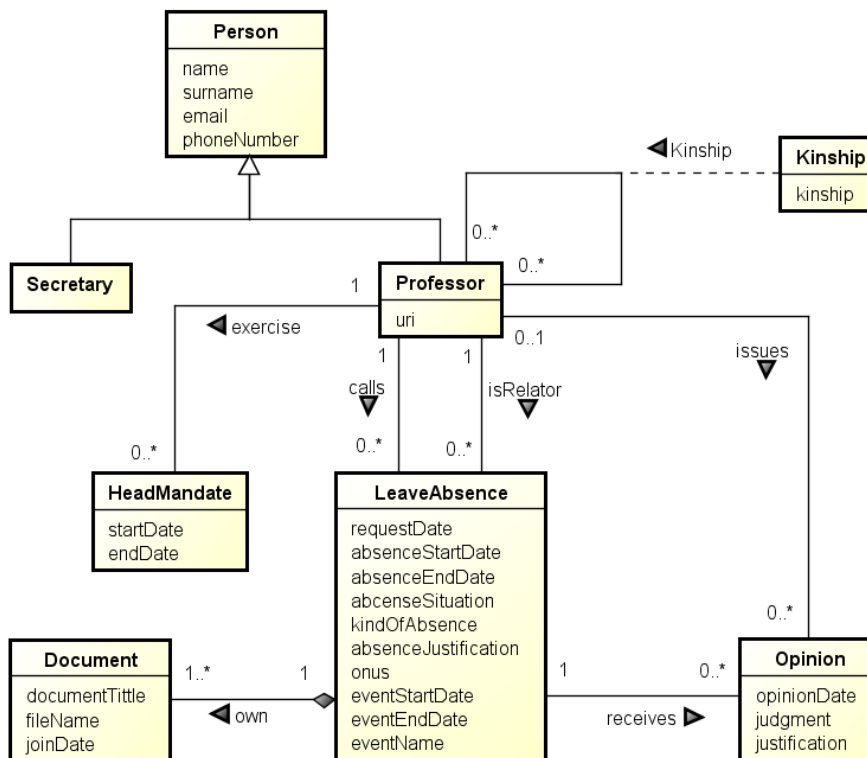 Person
name
surname
email
phoneNumber
Kinship
Kinship
kinship
0..*
0..*
Secretary
Professor
uri
1
exercise
0..1
1
1
issues
calls
isRelator
0..*
0..*
0..*
HeadMandate
startDate
endDate
LeaveAbsence
requestDate
absenceStartDate
absenceEndDate
abcenseSituation
kindOfAbsence
absenceJustification
onus
eventStartDate
eventEndDate
eventName
0..*
Document
documentTittle
fileName
joinDate
1..*
1
own
1
0..*
receives
Opinion
opinionDate
judgment
justification